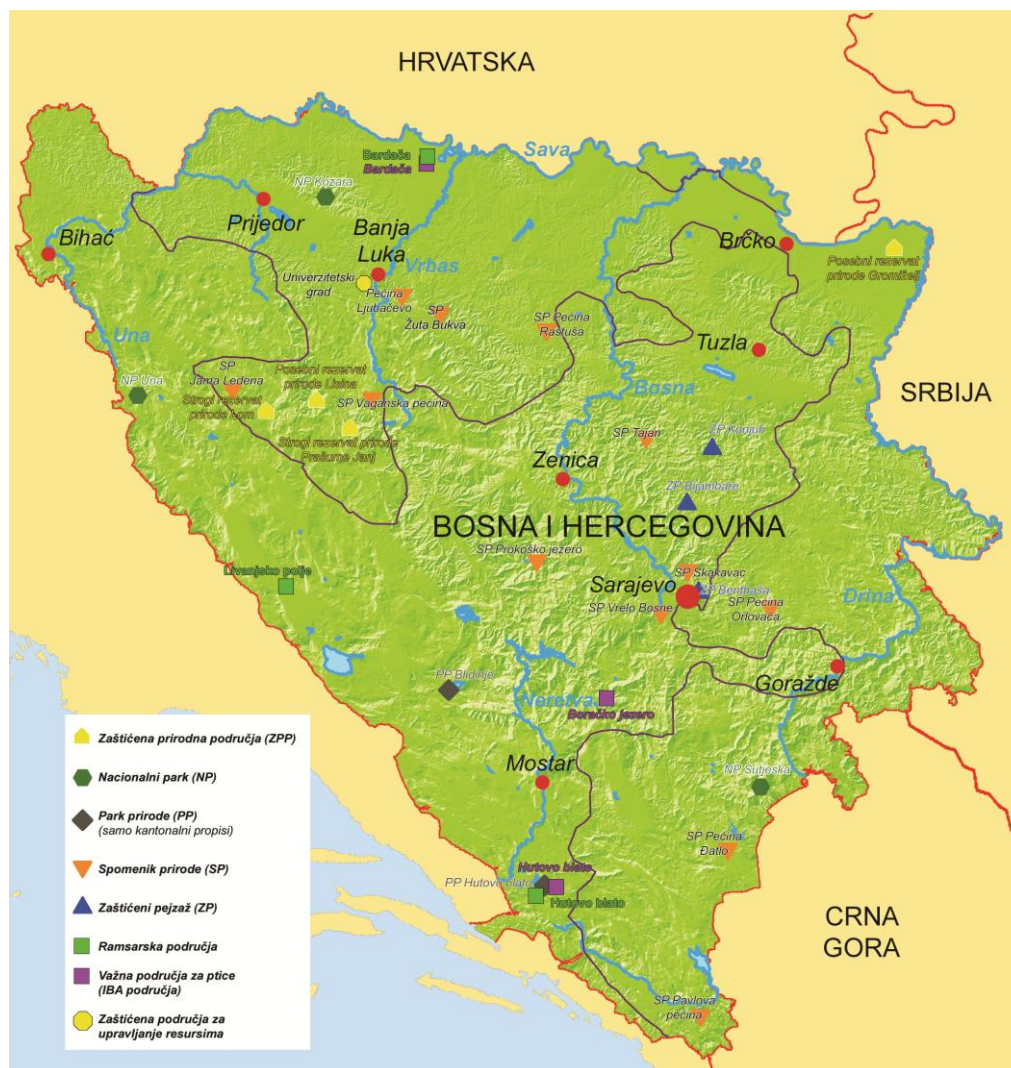 HRVATSKA
Sava
Bardača
Bardača
NP Kozara
Prijedor
Banja
Luka
Bihać
Brčko
Posebni rezervat
prirode Gromiželj
Univerzitetski
grad
Vrbas
Pećina
Ljubačevo
SP
Žuta Bukva
SP Pećina
Rastuša
Tuzla
Una
Bosna
SRBIJA
SP
Jama Ledena
Posebni rezervat
prirode Lisina
NP Una
Strogi rezervat
prirode Lom
SP Vaganska pećina
Strogi rezervat prirode
Prašume Janj
SP Tajan
ZP Konjuh
Zenica
ZP Bijambare
BOSNA I HERCEGOVINA
SP Prokoško jezero
Livanjsko polje
SP Skakavac
Sarajevo
ZP Bentbaša
SP Vrelo Bosne
SP Pećina
Orlovača
Drina
PP Blidinje
Goražde
Neretva
Boračko jezero
Mostar
NP Sutjeska
SP Pećina
Đatlo
Hutovo blato
PP Hutovo blato
Hutovo blato
CRNA
GORA
SP Pavlova
pećina
Zaštićena prirodna područja (ZPP)
Nacionalni park (NP)
Park prirode (PP)
(samo kantonalni propisi)
Spomenik prirode (SP)
Zaštićeni pejzaž (ZP)
Ramsarska područja
Važna područja za ptice
(IBA područja)
Zaštićena područja za
upravljanje resursima